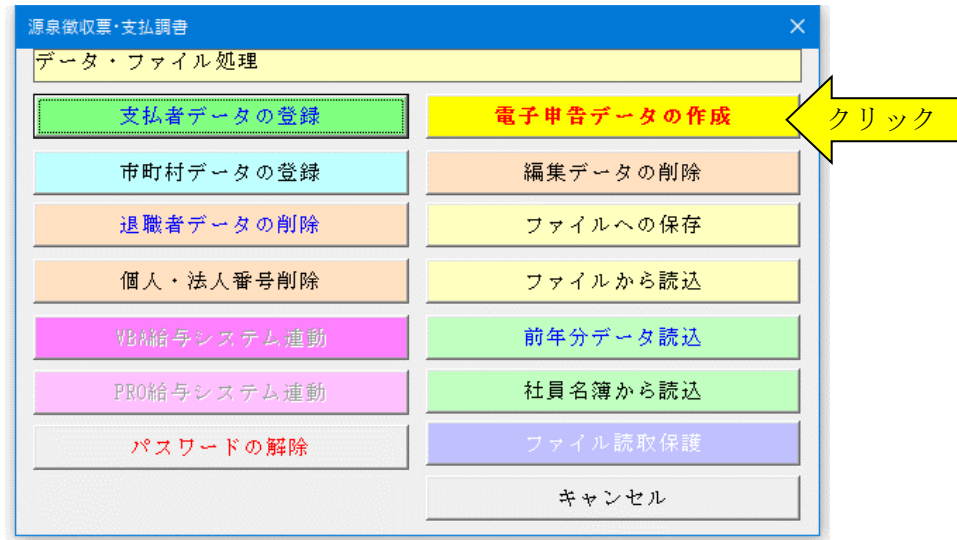 源泉徴収票･支払調書
データ・ファイル処理
支払者データの登録
電子申告データの作成
クリック
市町村データの登録
編集データの削除
退職者データの削除
ファイルへの保存
個人・法人番号削除
ファイルから読込
VBA給与システム連動
前年分データ読込
PRO給与システム連動
社員名簿から読込
パスワードの解除
ファイル読取保護
キャンセル